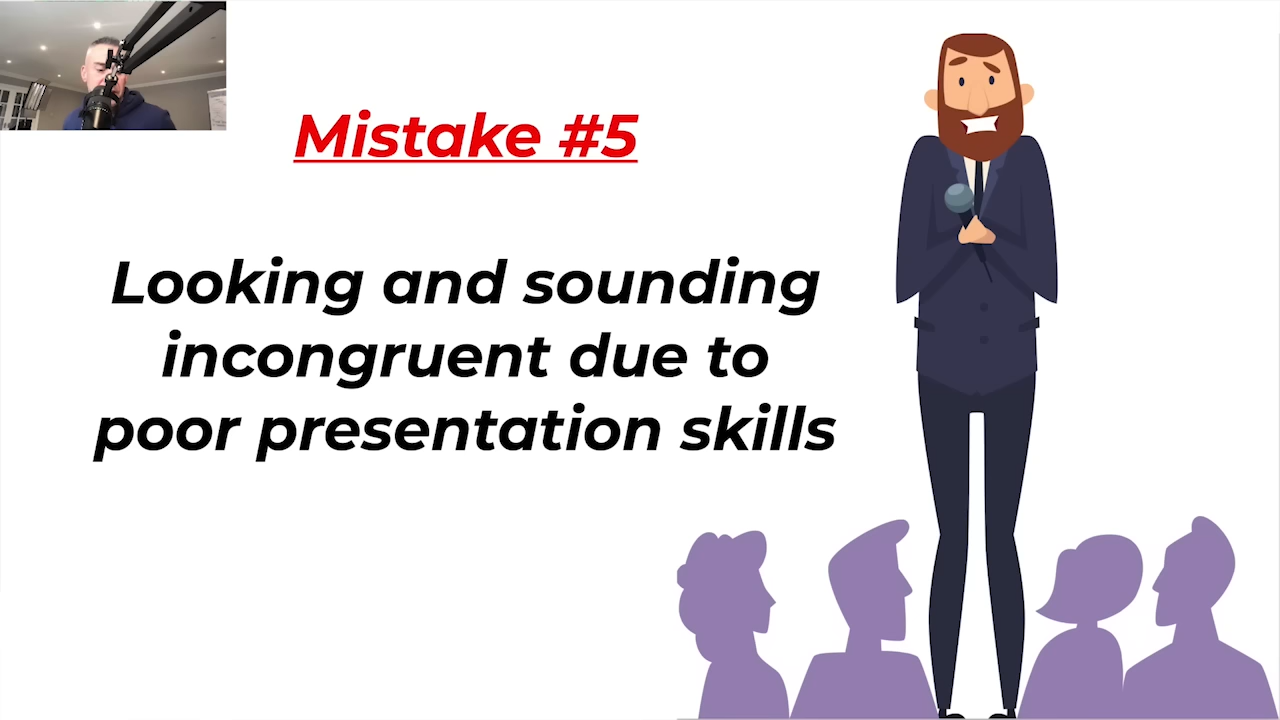 Mistake #5
Looking and sounding
incongruent due to
poor presentation skills